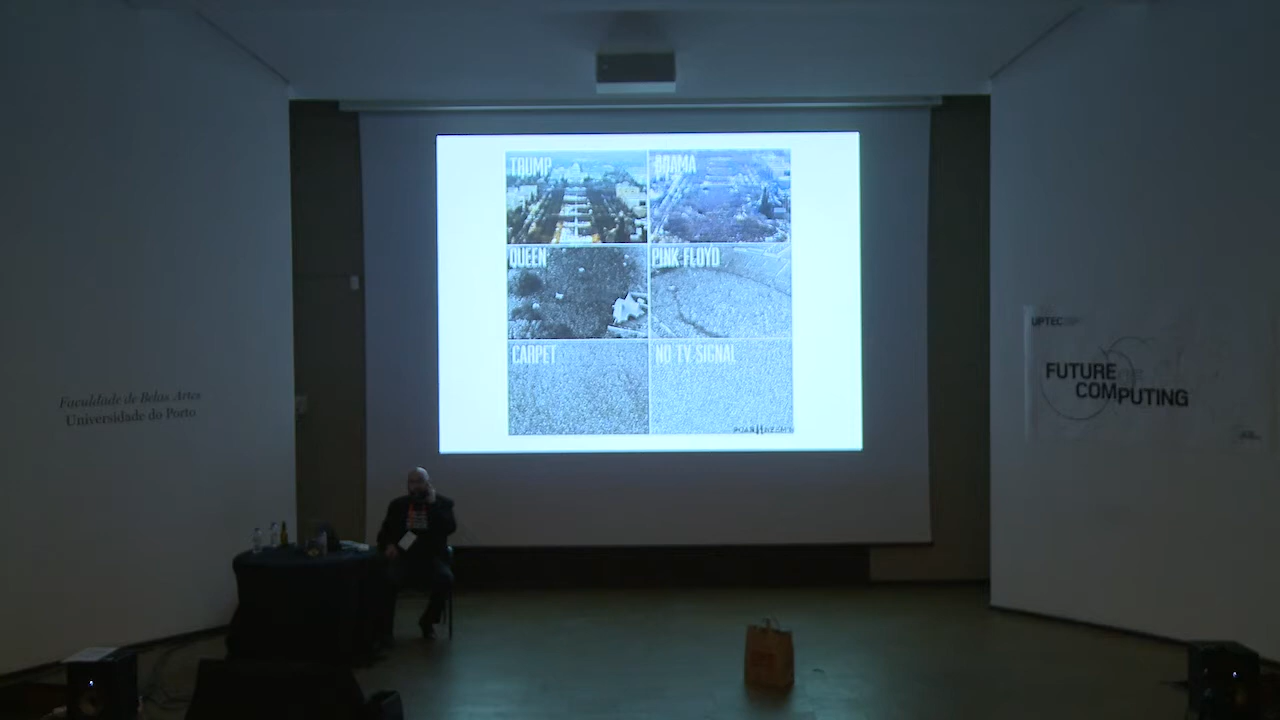 TRUMP
OBAMA
QUEEN
PINK FLOYD
CARPET
NO TV SIGNAL
Faculdade de Belas Artes
Universidade do Porto
UPTEC
FUTURE
COMPUTING